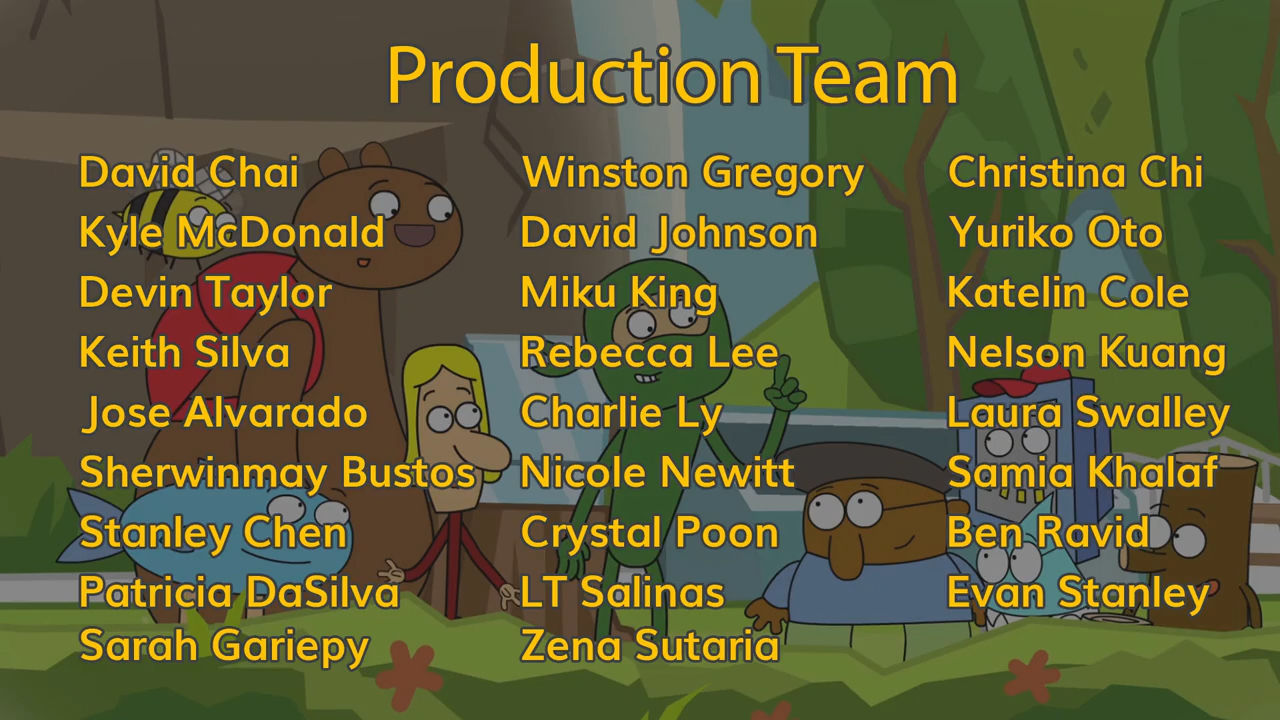 Production Team
David Chai
Kyle McDonald
Devin Taylor
Keith Silva
Jose Alvarado
Sherwinmay Bustos
Stanley Chen
Patricia DaSilva
Sarah Gariepy
Winston Gregory
David Johnson
Miku King
Rebecca Lee
Charlie Ly
Nicole Newitt
Crystal Poon
LT Salinas
Zena Sutaria
Christina Chi
Yuriko Oto
Katelin Cole
Nelson Kuang
Laura Swalley
Samia Khalaf
Ben Ravid
Evan Stanley